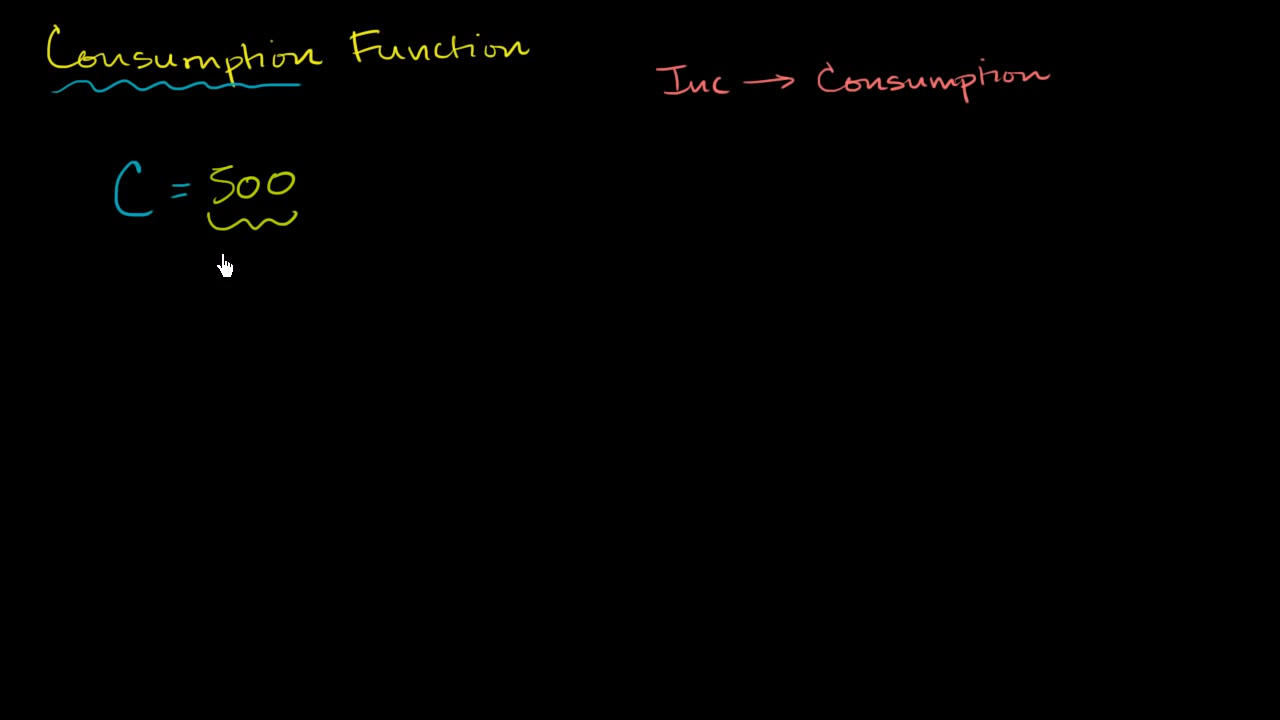 Consumption Function
Inc → Consumption
C = 500